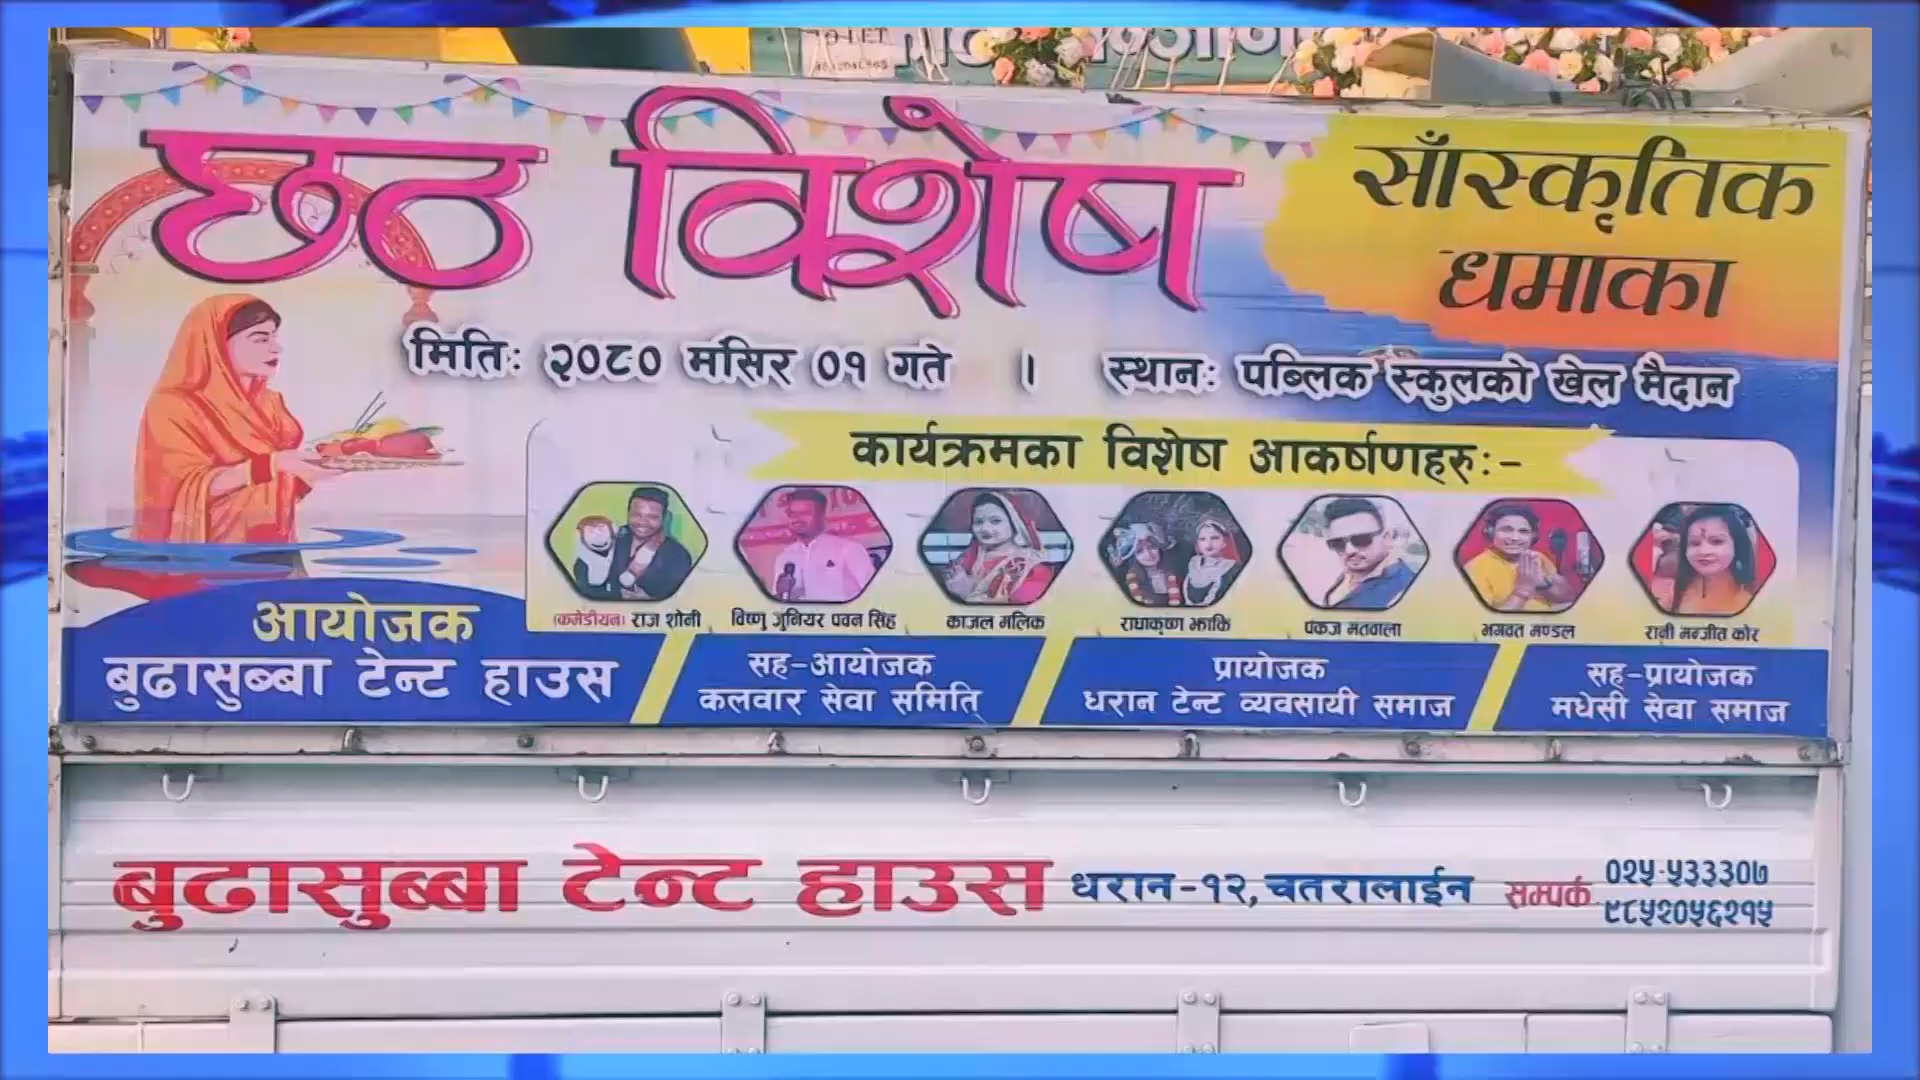 TO-LET
छठ विशेष
साँस्कृतिक
धमाका
मितिः २०८० मंसिर ०१ गते । स्थानः पब्लिक स्कुलको खेल मैदान
कार्यक्रमका विशेष आकर्षणहरुः-
(कमेडीयन) राज शोनी विष्णु जुनियर पवन सिंह काजल मलिक राधाकृष्ण झाकि पंकज मतवाला भगवत मण्डल रानी मन्जीत कोर
आयोजक
बुढासुब्बा टेन्ट हाउस
सह-आयोजक
कलवार सेवा समिति
प्रायोजक
धरान टेन्ट व्यवसायी समाज
सह-प्रायोजक
मधेसी सेवा समाज
बुढासुब्बा टेन्ट हाउस धरान-१२, चतरालाईन सम्पर्क
०२५-५३३३०७
९८५२०५६२१५